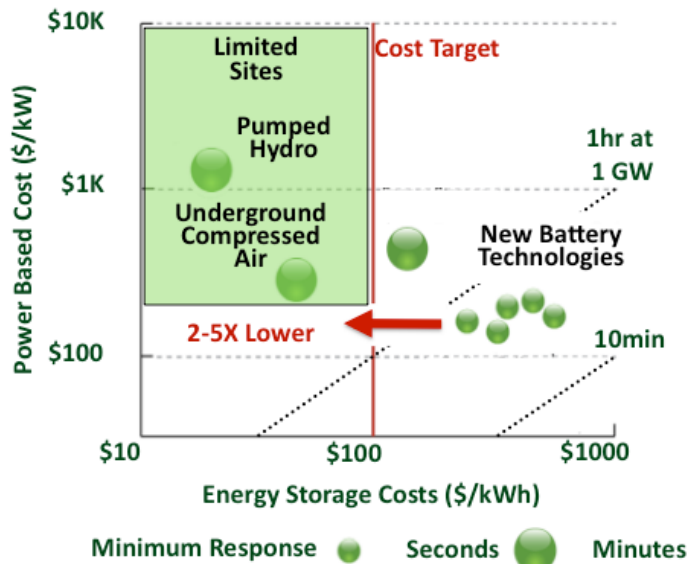 $10K
Limited
Sites
Cost Target
Pumped
Hydro
1hr at
1 GW
$1K
Underground
Compressed
Air
New Battery
Technologies
2-5X Lower
10min
$100
Power Based Cost ($/kW)
$10
$100
$1000
Energy Storage Costs ($/kWh)
Minimum Response
Seconds
Minutes